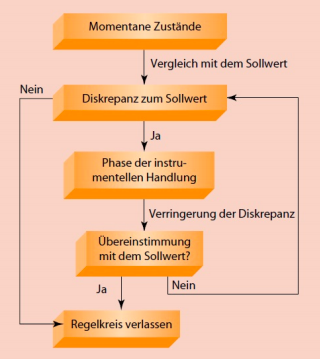 Momentane Zustände
Vergleich mit dem Sollwert
Nein
Diskrepanz zum Sollwert
Ja
Phase der instru-
mentellen Handlung
Verringerung der Diskrepanz
Übereinstimmung
mit dem Sollwert?
Ja
Nein
Regelkreis verlassen